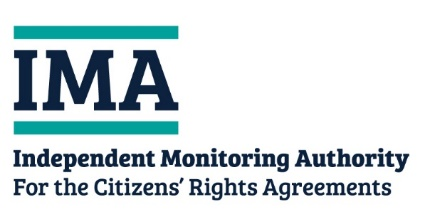 IMA
Independent Monitoring Authority
For the Citizens’ Rights Agreements